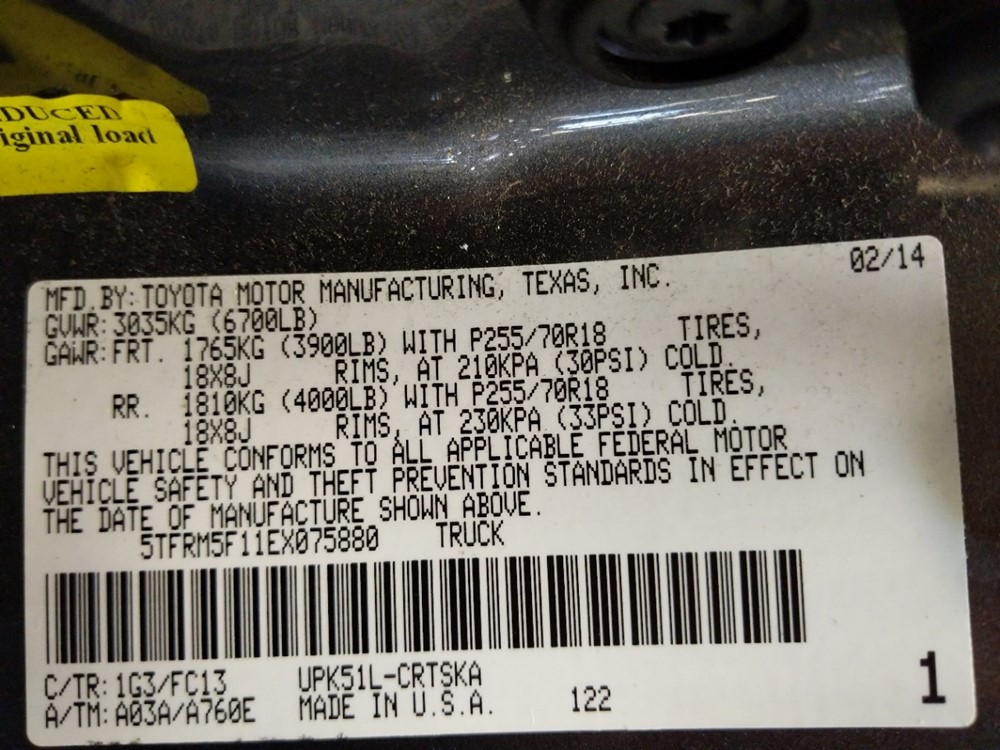 DUCED
iginal load
02/14
MFD.BY:TOYOTA MOTOR MANUFACTURING, TEXAS, INC.
GVWR:3035KG (6700LB)
GAWR:FRT. 1765KG (3900LB) WITH P255/70R18 TIRES,
18X8J RIMS, AT 210KPA (30PSI) COLD.
RR. 1810KG (4000LB) WITH P255/70R18 TIRES,
18X8J RIMS, AT 230KPA (33PSI) COLD.
THIS VEHICLE CONFORMS TO ALL APPLICABLE FEDERAL MOTOR
VEHICLE SAFETY AND THEFT PREVENTION STANDARDS IN EFFECT ON
THE DATE OF MANUFACTURE SHOWN ABOVE.
5TFRM5F11EX075880 TRUCK
C/TR:1G3/FC13 UPK51L-CRTSKA
A/TM:A03A/A760E MADE IN U.S.A. 122
1